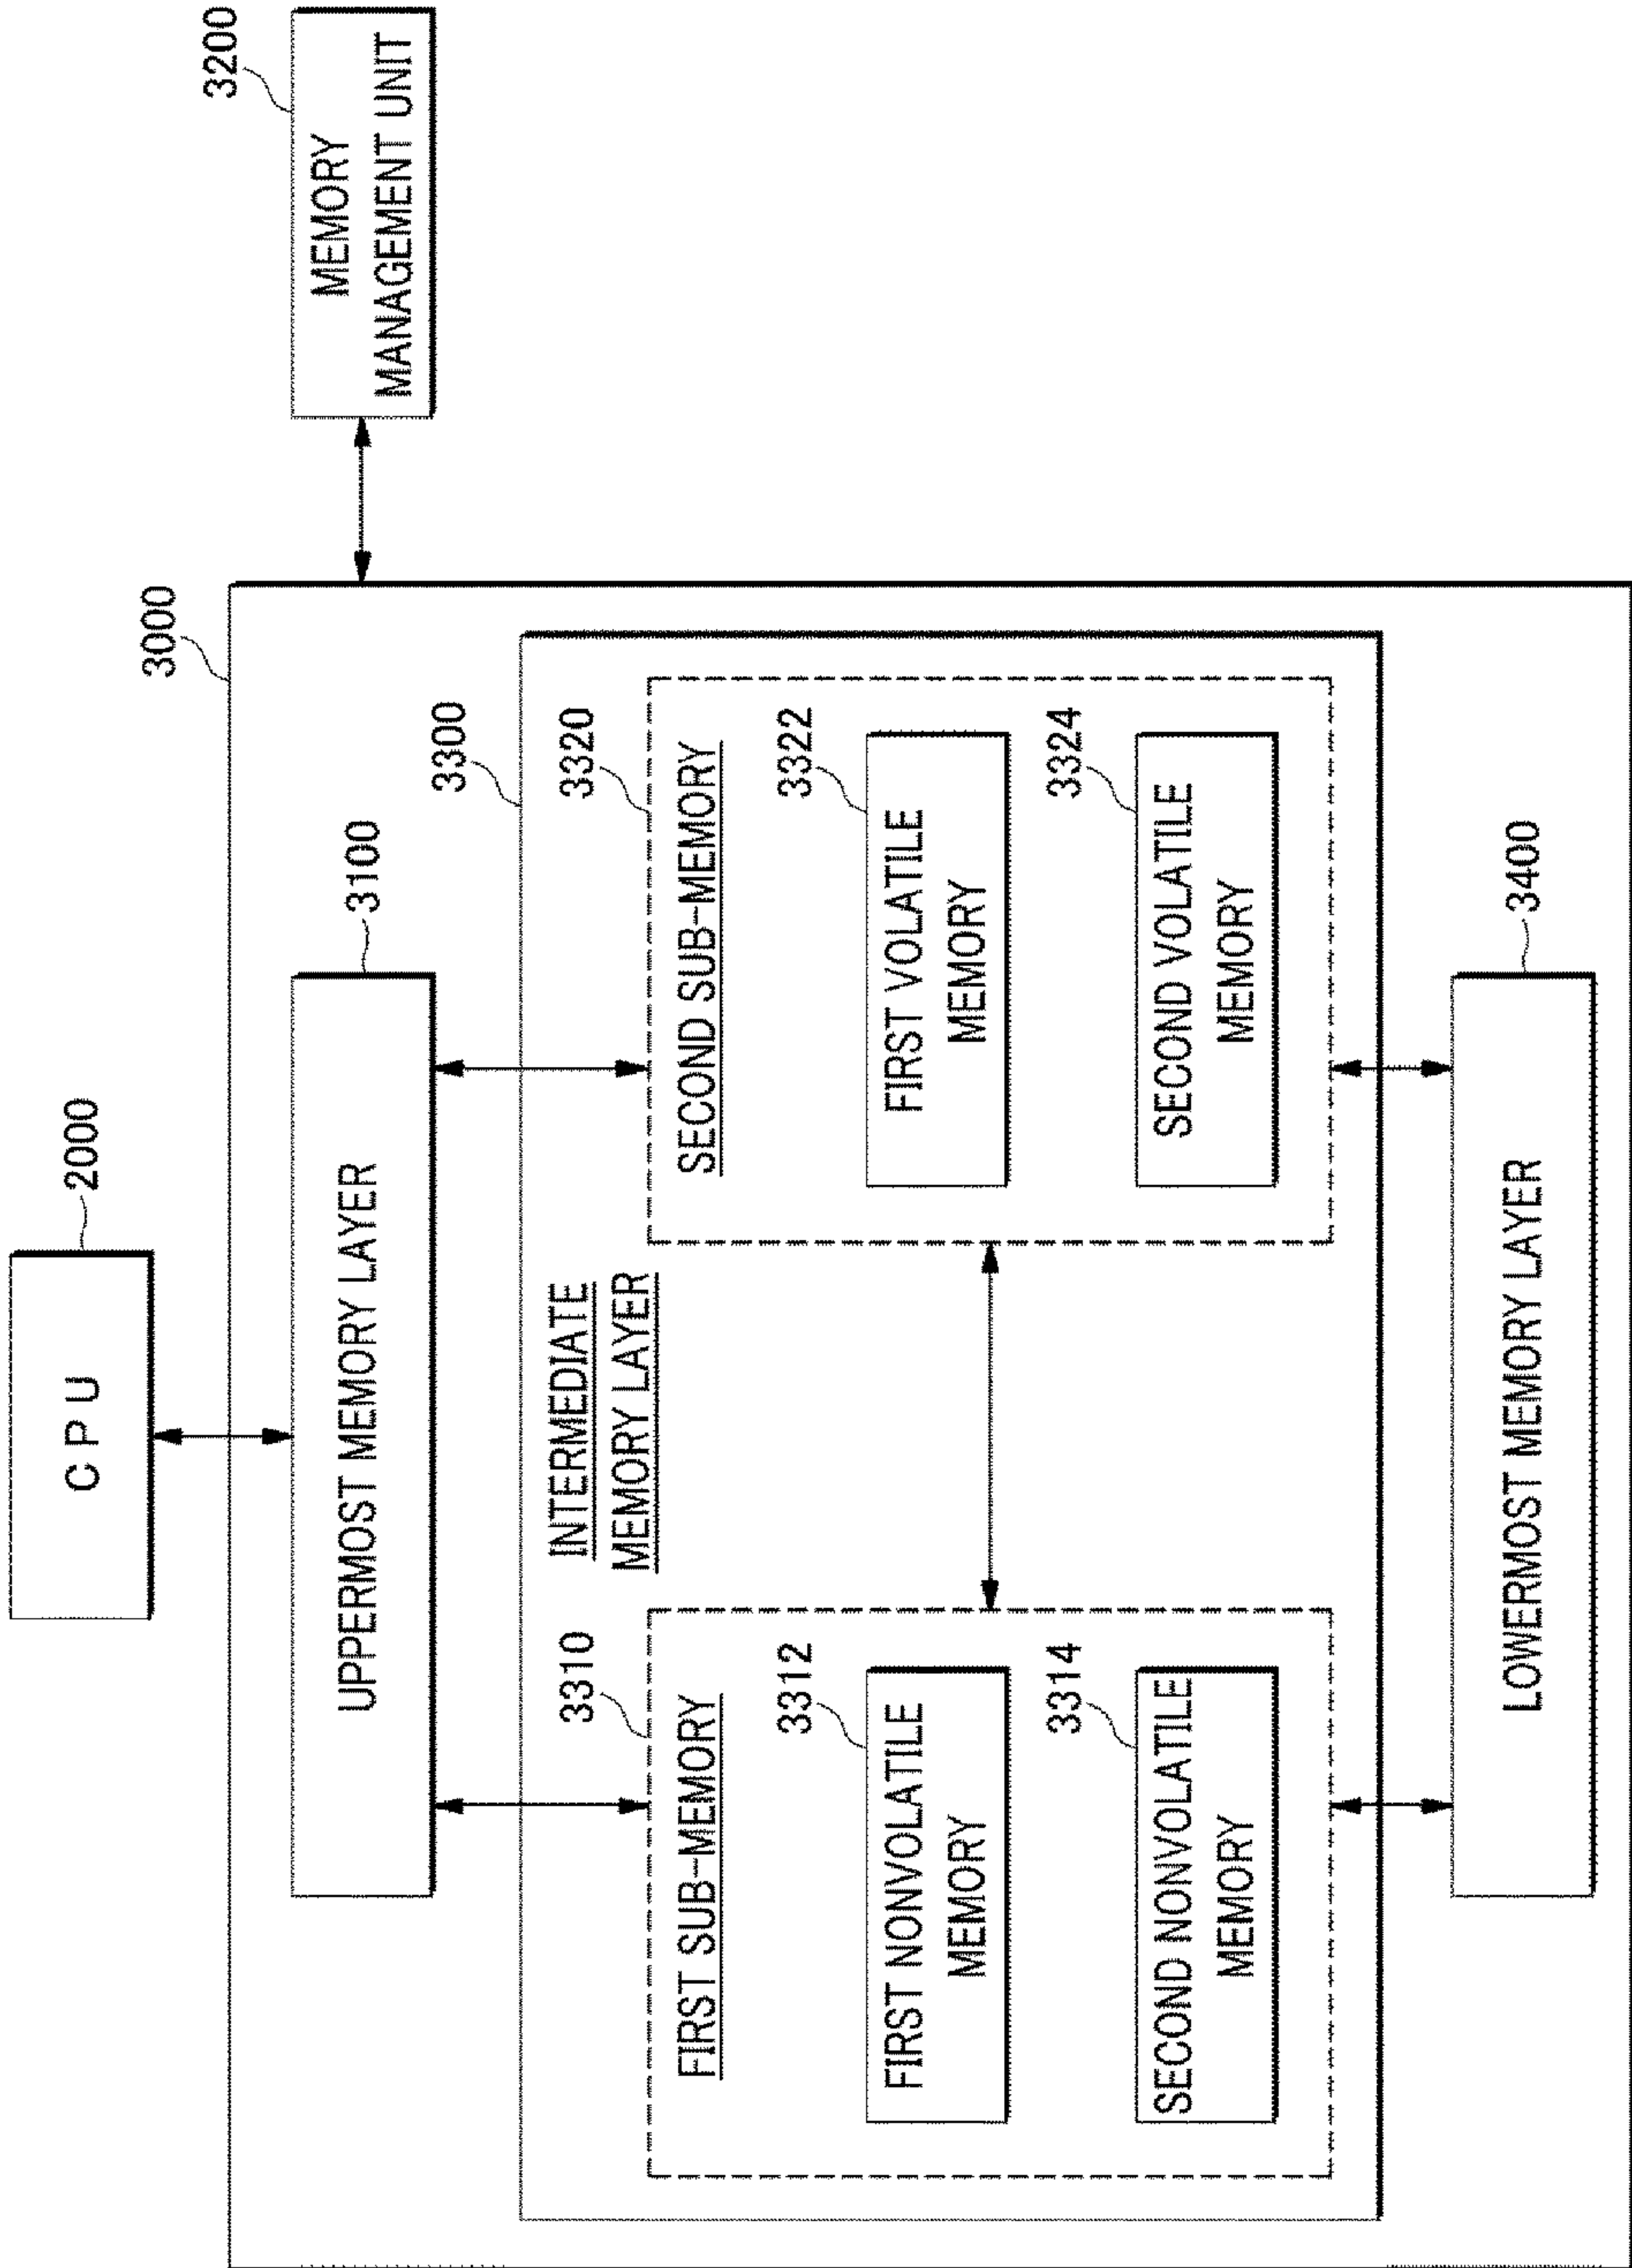 2000
C P U
3000
3200
MEMORY
MANAGEMENT UNIT
3100
UPPERMOST MEMORY LAYER
3300
INTERMEDIATE
MEMORY LAYER
3310
FIRST SUB-MEMORY
3312
FIRST NONVOLATILE
MEMORY
3314
SECOND NONVOLATILE
MEMORY
3320
SECOND SUB-MEMORY
3322
FIRST VOLATILE
MEMORY
3324
SECOND VOLATILE
MEMORY
3400
LOWERMOST MEMORY LAYER